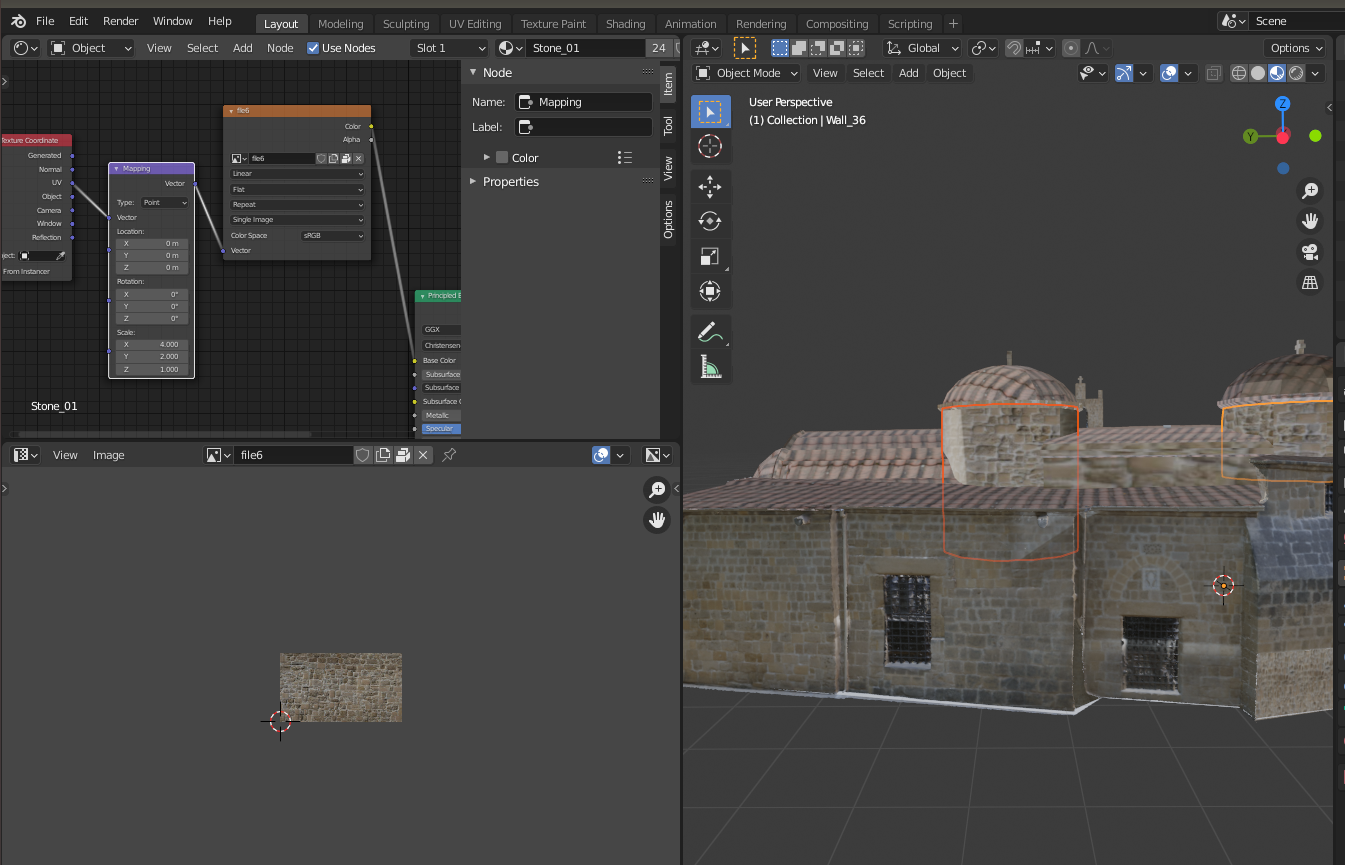 File Edit Render Window Help Layout Modeling Sculpting UV Editing Texture Paint Shading Animation Rendering Compositing Scripting + Scene
Object View Select Add Node Use Nodes Slot 1 Stone_01 24
Global Options
Object Mode View Select Add Object
User Perspective
(1) Collection | Wall_36
Z
Y
Node
Name: Mapping
Label:
Color
Properties
Item
Tool
View
Options
Texture Coordinate
Generated
Normal
UV
Object
Camera
Window
Reflection
From Instancer
Mapping
Vector
Type: Point
Vector
Location:
X 0 m
Y 0 m
Z 0 m
Rotation:
X 0°
Y 0°
Z 0°
Scale:
X 4.000
Y 2.000
Z 1.000
file6
Color
Alpha
file6
Linear
Flat
Repeat
Single Image
Color Space sRGB
Vector
Principled B
GGX
Christensen
Base Color
Subsurface
Subsurface
Subsurface C
Metallic
Specular
Stone_01
View Image file6